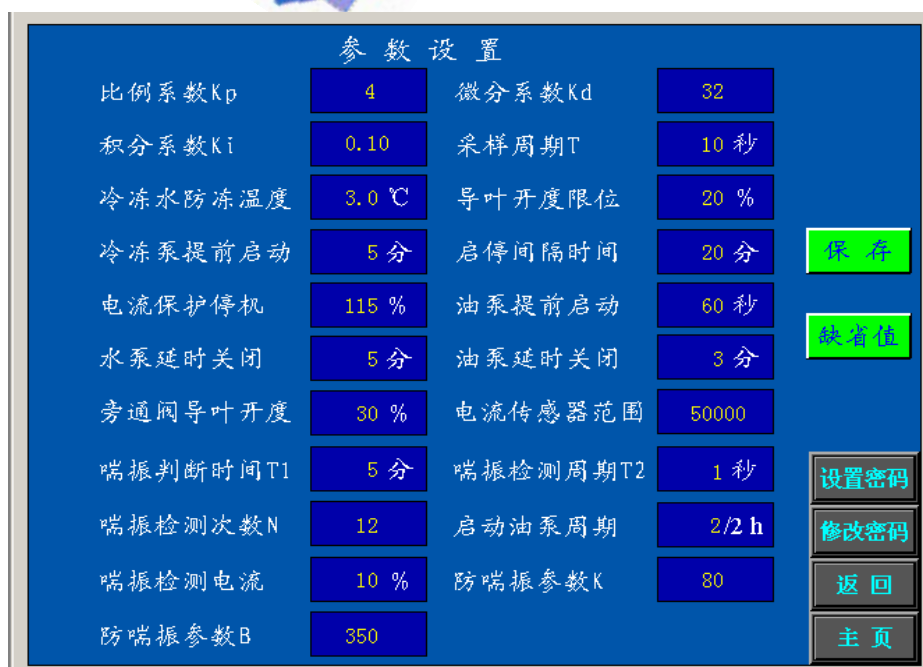 参 数 设 置
比例系数Kp 4 微分系数Kd 32
积分系数Ki 0.10 采样周期T 10 秒
冷冻水防冻温度 3.0 ℃ 导叶开度限位 20 %
冷冻泵提前启动 5 分 启停间隔时间 20 分 保 存
电流保护停机 115 % 油泵提前启动 60 秒
缺省值
水泵延时关闭 5 分 油泵延时关闭 3 分
旁通阀导叶开度 30 % 电流传感器范围 50000
喘振判断时间T1 5 分 喘振检测周期T2 1 秒 设置密码
喘振检测次数N 12 启动油泵周期 2/2 h 修改密码
喘振检测电流 10 % 防喘振参数K 80 返 回
防喘振参数B 350 主 页